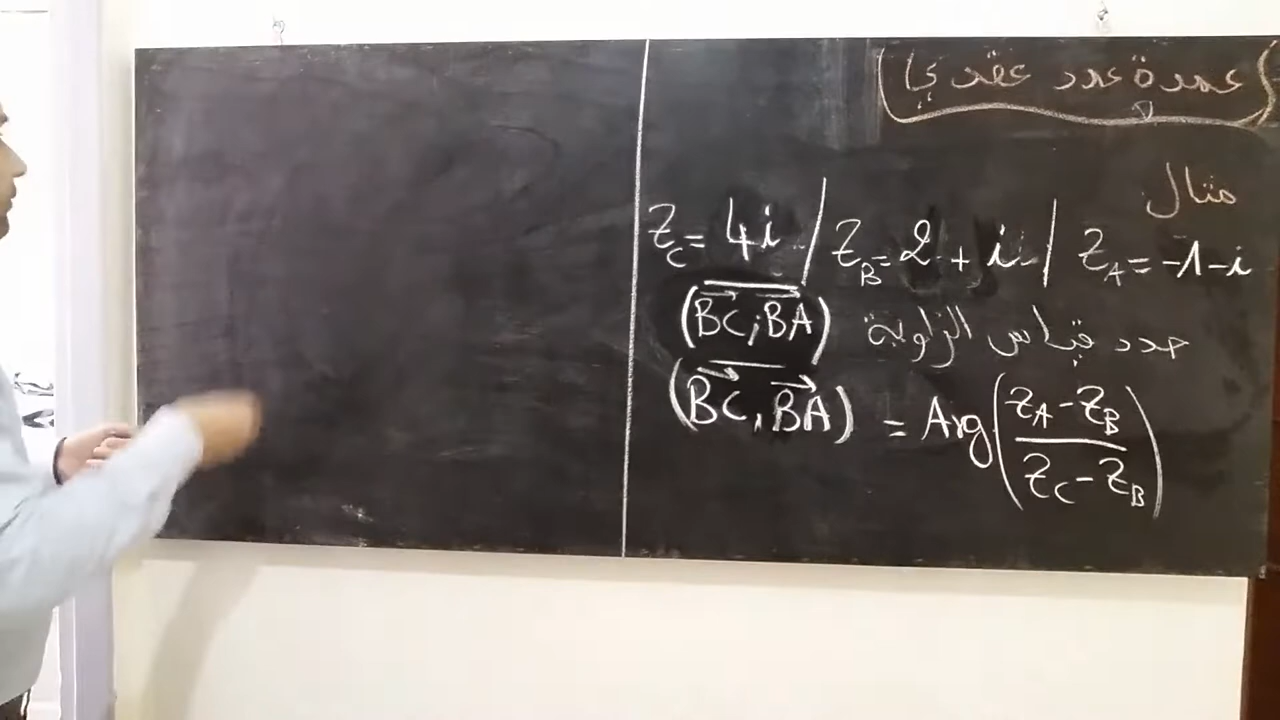 عمدة عدد عقدي
مثال
Z_C = 4i / Z_B = 2 + i / Z_A = -1-i
حدد قياس الزاوية (BC⃗ ; BA⃗)
(BC⃗ , BA⃗) = Arg((Z_A - Z_B)/(Z_C - Z_B))